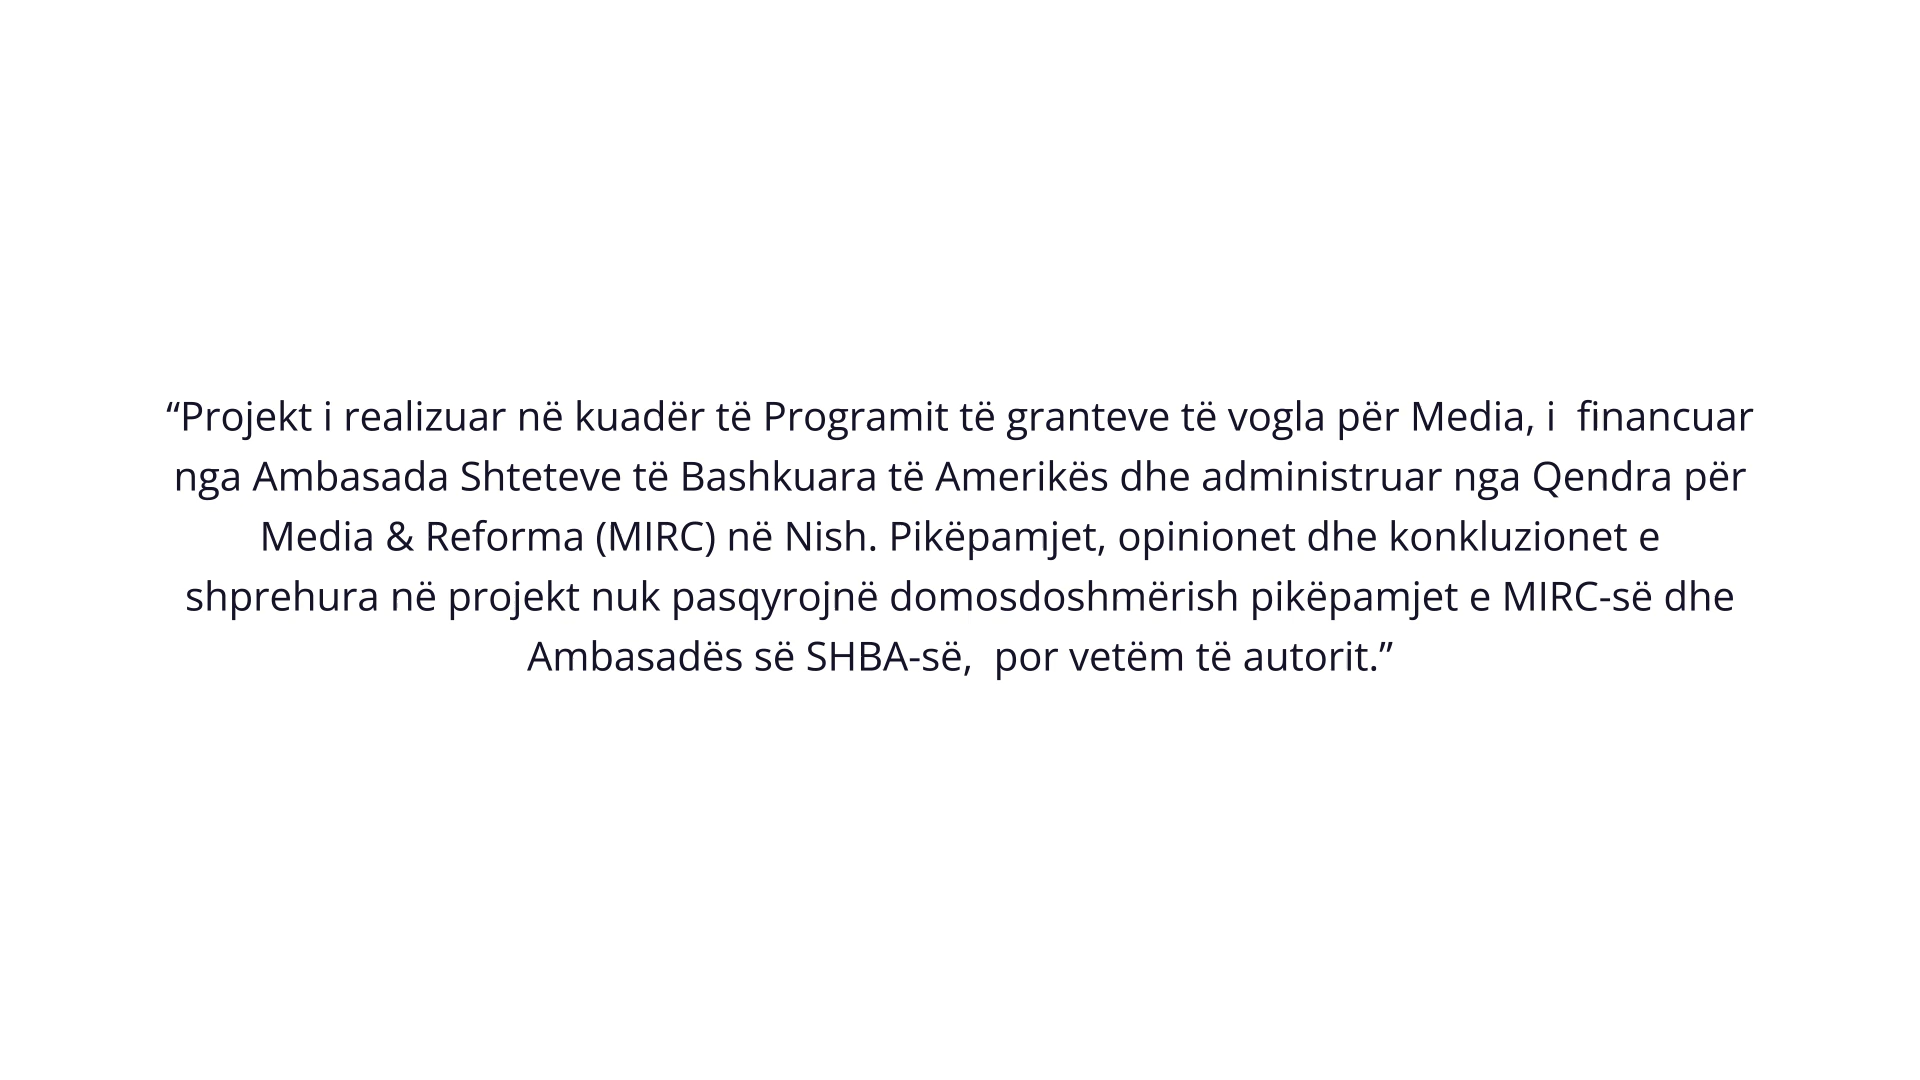 “Projekt i realizuar në kuadër të Programit të granteve të vogla për Media, i  financuar
nga Ambasada Shteteve të Bashkuara të Amerikës dhe administruar nga Qendra për
Media & Reforma (MIRC) në Nish. Pikëpamjet, opinionet dhe konkluzionet e
shprehura në projekt nuk pasqyrojnë domosdoshmërish pikëpamjet e MIRC-së dhe
Ambasadës së SHBA-së,  por vetëm të autorit.”